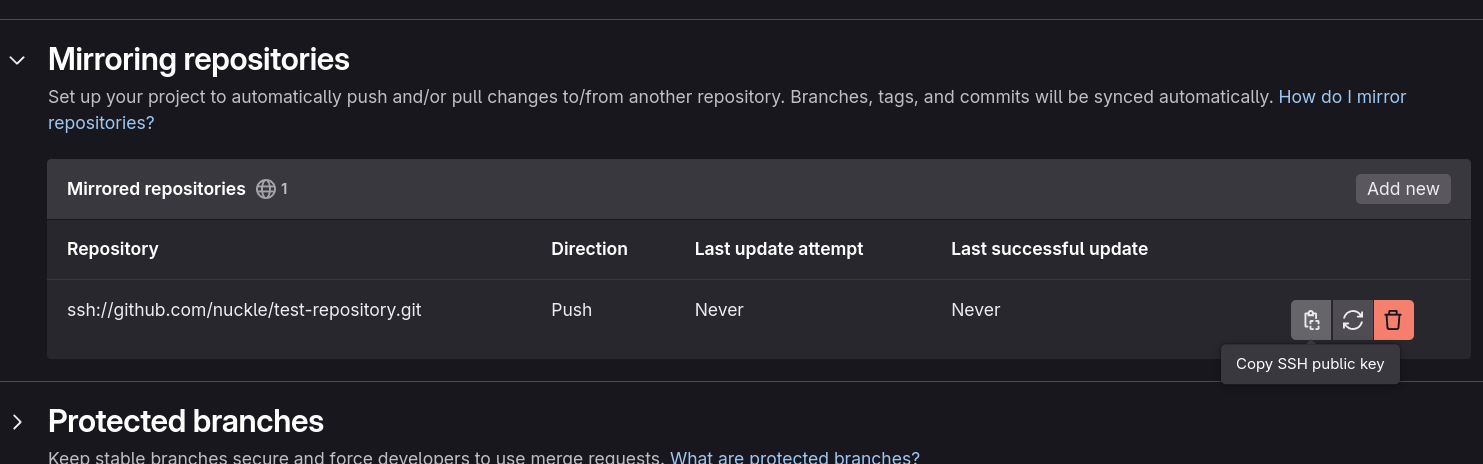 Mirroring repositories
Set up your project to automatically push and/or pull changes to/from another repository. Branches, tags, and commits will be synced automatically. How do I mirror
repositories?
Mirrored repositories 1
Add new
Repository Direction Last update attempt Last successful update
ssh://github.com/nuckle/test-repository.git Push Never Never
Copy SSH public key
Protected branches
Keep stable branches secure and force developers to use merge requests. What are protected branches?